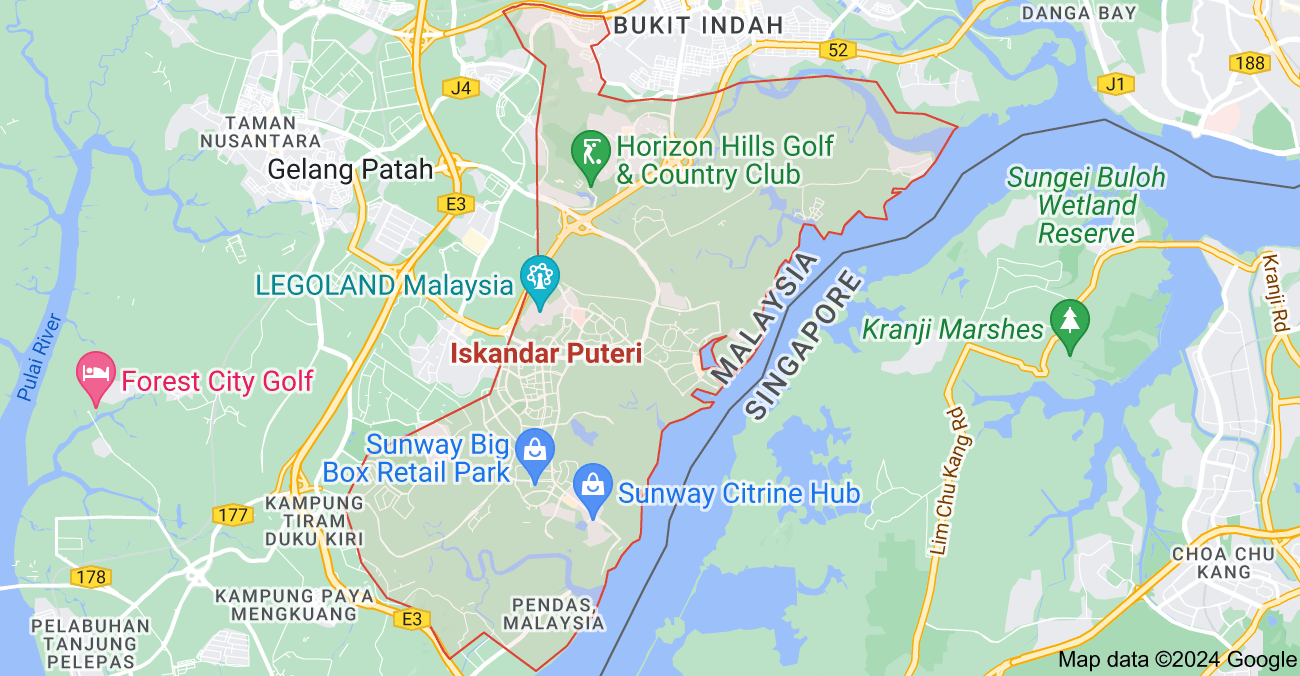 BUKIT INDAH
DANGA BAY
52
188
J4
J1
TAMAN
NUSANTARA
Gelang Patah
Horizon Hills Golf
& Country Club
Sungei Buloh
Wetland
Reserve
E3
LEGOLAND Malaysia
MALAYSIA
SINGAPORE
Kranji Rd
Kranji Marshes
Pulai River
Iskandar Puteri
Forest City Golf
Sunway Big
Box Retail Park
Lim Chu Kang Rd
Sunway Citrine Hub
177
KAMPUNG
TIRAM
DUKU KIRI
CHOA CHU
KANG
178
KAMPUNG PAYA
MENGKUANG
E3
PENDAS,
MALAYSIA
PELABUHAN
TANJUNG
PELEPAS
Map data ©2024 Google